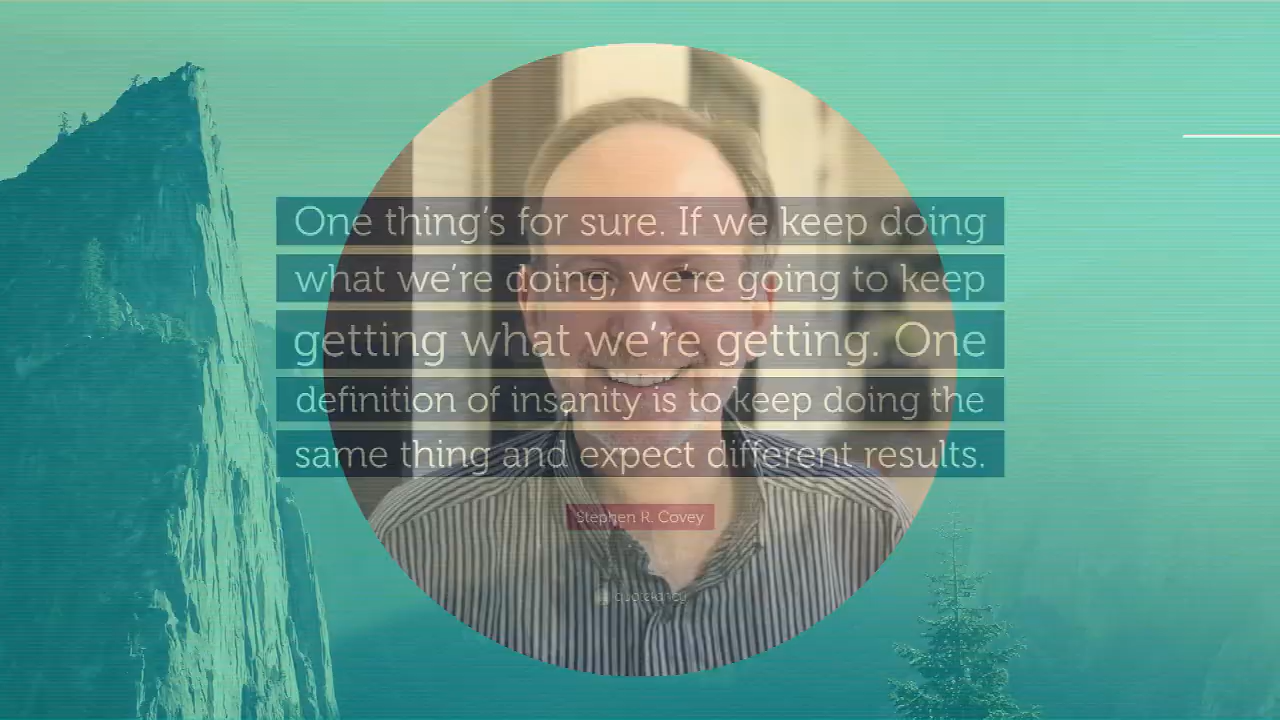 One thing’s for sure. If we keep doing
what we’re doing, we’re going to keep
getting what we’re getting. One
definition of insanity is to keep doing the
same thing and expect different results.
Stephen R. Covey
quotefancy